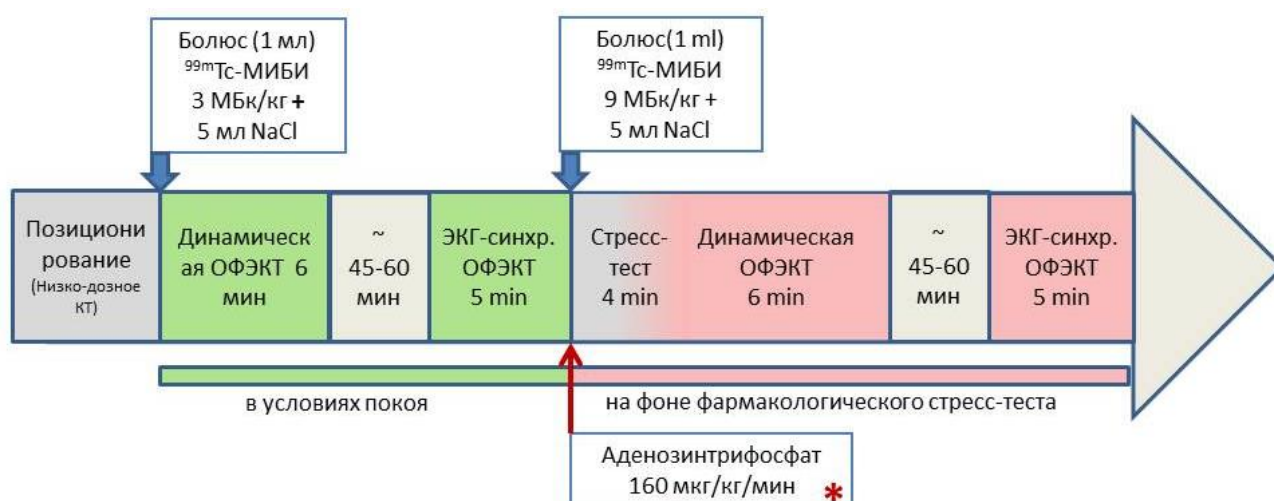 Болюс (1 мл)
⁹⁹ᵐТс-МИБИ
3 МБк/кг +
5 мл NaCl
Болюс(1 ml)
⁹⁹ᵐТс-МИБИ
9 МБк/кг +
5 мл NaCl
Позициони
рование
(Низко-дозное
КТ)
Динамическ
ая ОФЭКТ 6
мин
~
45-60
мин
ЭКГ-синхр.
ОФЭКТ
5 min
Стресс-
тест
4 min
Динамическая
ОФЭКТ
6 min
~
45-60
мин
ЭКГ-синхр.
ОФЭКТ
5 min
в условиях покоя
на фоне фармакологического стресс-теста
Аденозинтрифосфат
160 мкг/кг/мин *